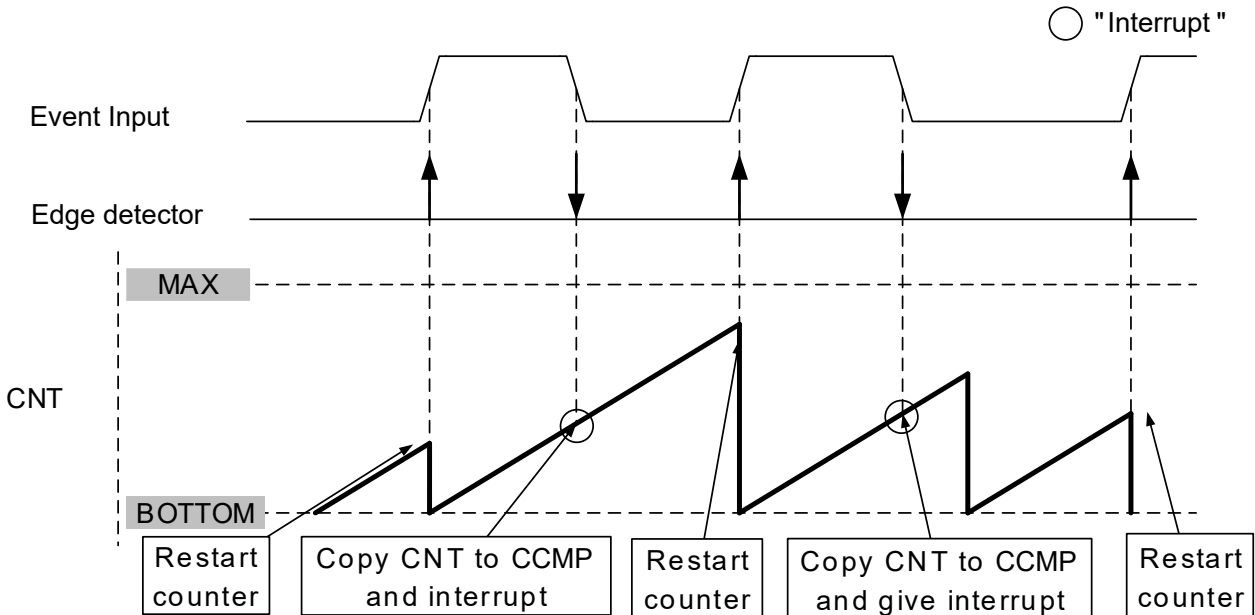 "Interrupt"
Event Input
Edge detector
MAX
CNT
BOTTOM
Restart
counter
Copy CNT to CCMP
and interrupt
Restart
counter
Copy CNT to CCMP
and give interrupt
Restart
counter